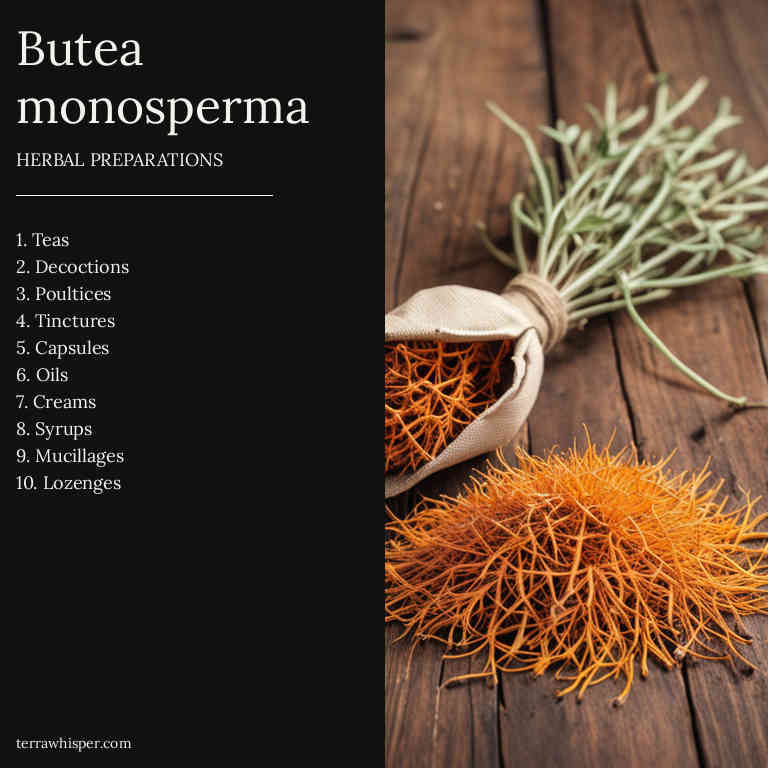 Butea
monosperma
HERBAL PREPARATIONS
1. Teas
2. Decoctions
3. Poultices
4. Tinctures
5. Capsules
6. Oils
7. Creams
8. Syrups
9. Mucillages
10. Lozenges
terrawhisper.com